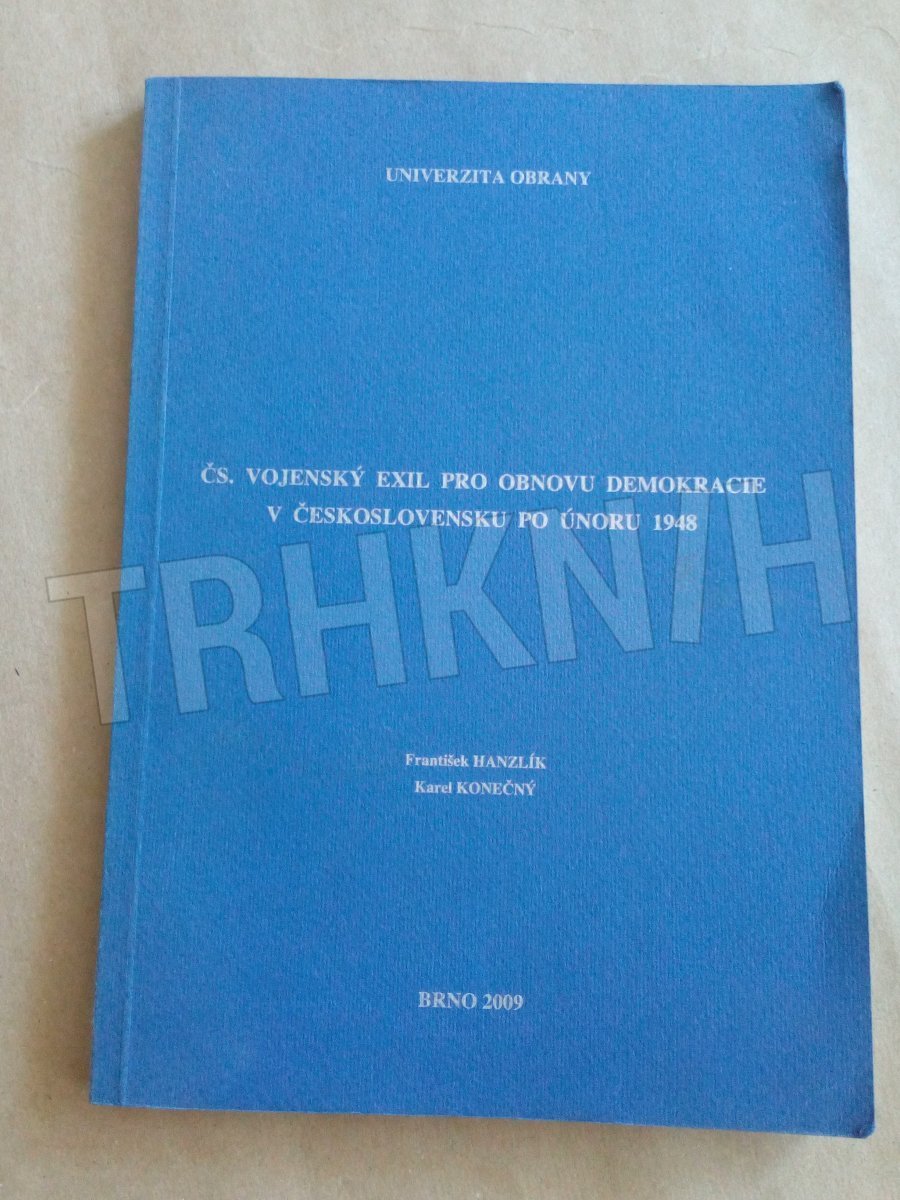 UNIVERZITA OBRANY
ČS. VOJENSKÝ EXIL PRO OBNOVU DEMOKRACIE
V ČESKOSLOVENSKU PO ÚNORU 1948
TRHKNIH
František HANZLÍK
Karel KONEČNÝ
BRNO 2009